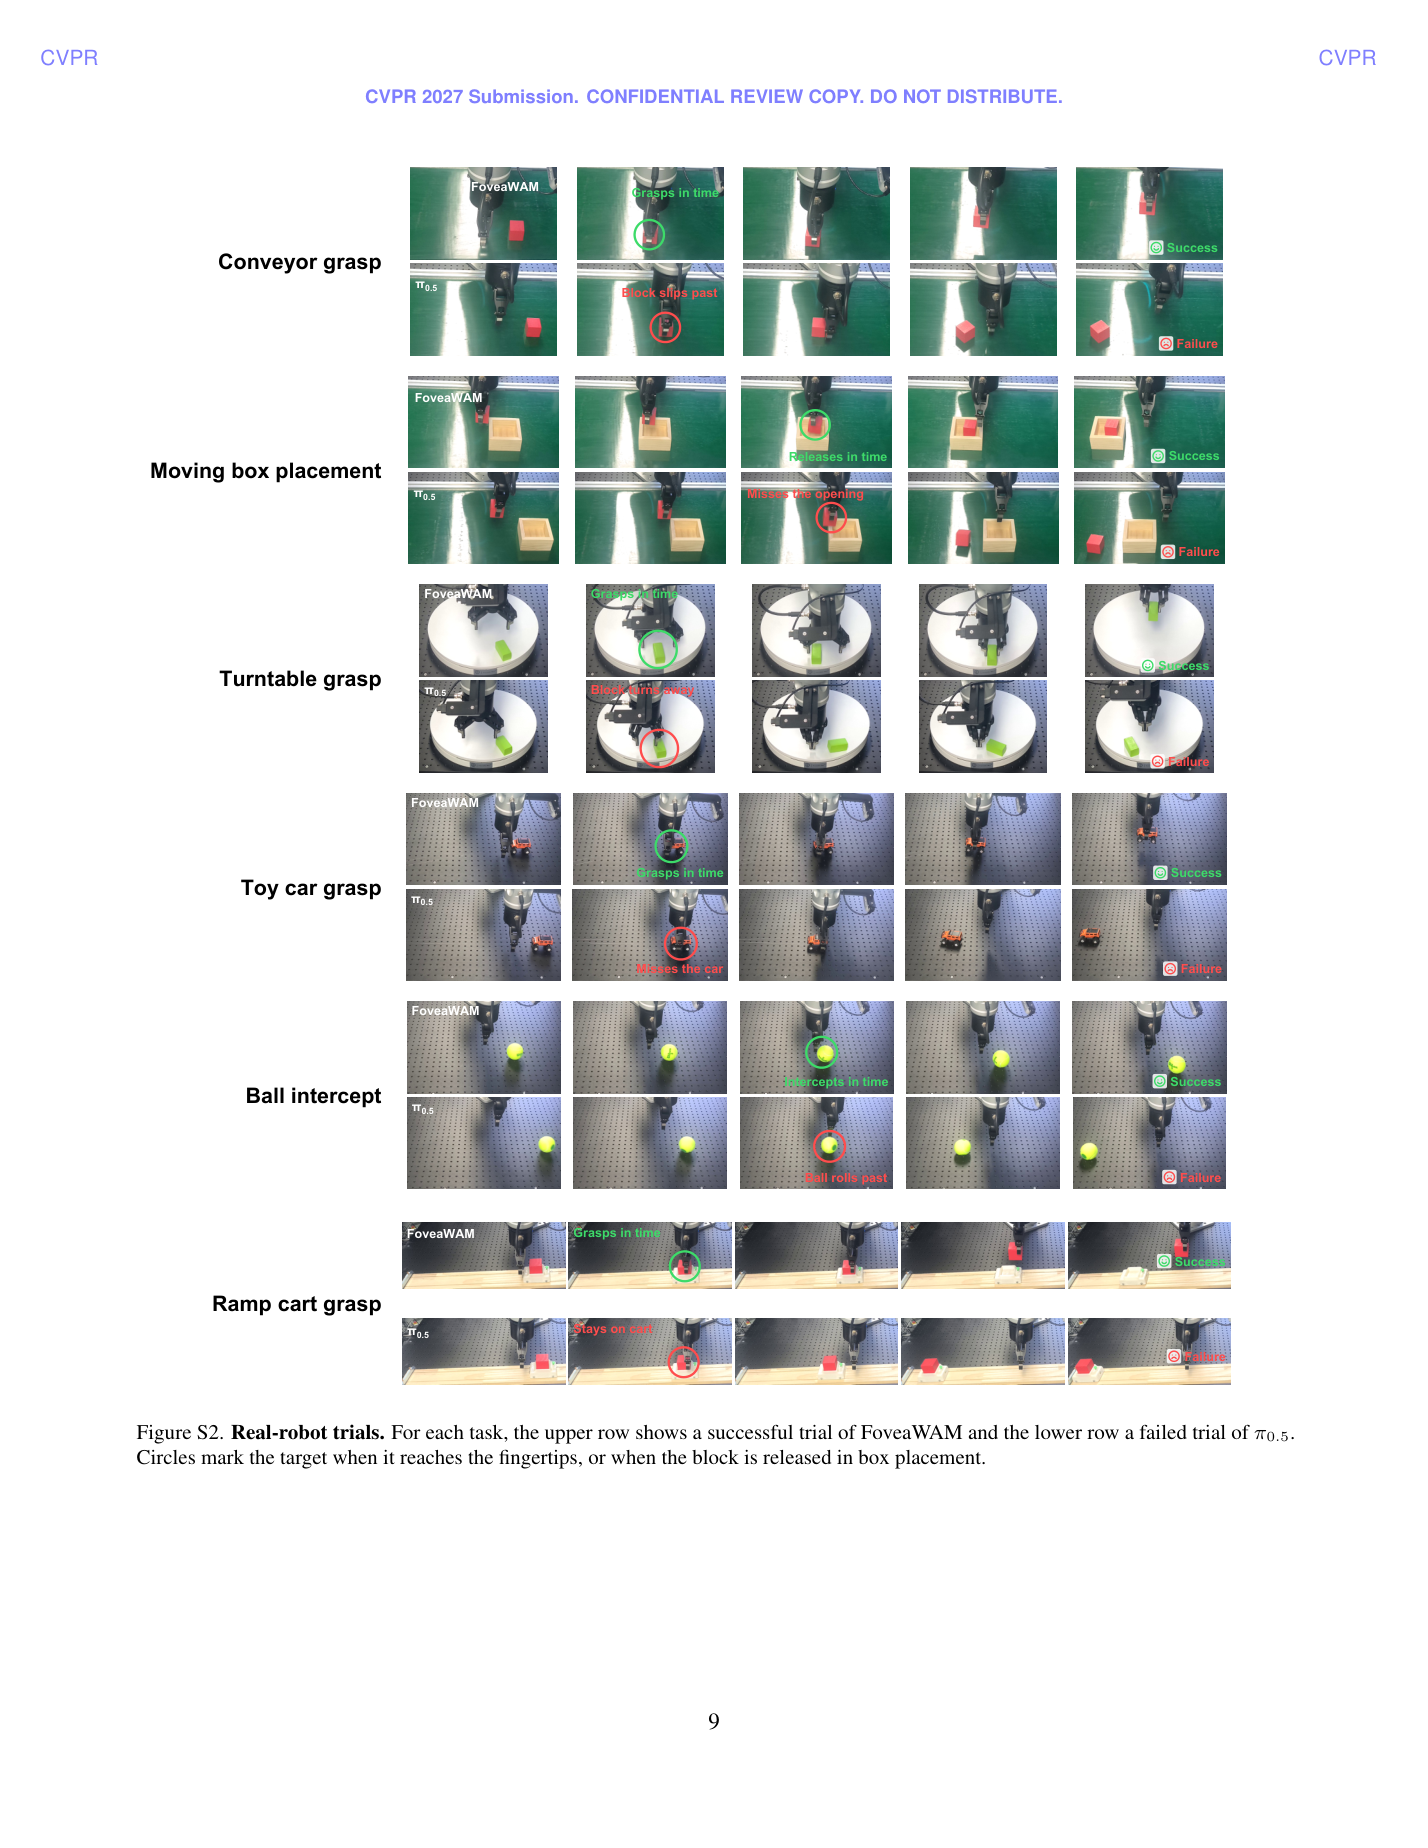 CVPR
CVPR
CVPR 2027 Submission. CONFIDENTIAL REVIEW COPY. DO NOT DISTRIBUTE.
Conveyor grasp
FoveaWAM
Grasps in time
Success
π0.5
Block slips past
Failure
Moving box placement
FoveaWAM
Releases in time
Success
π0.5
Misses the opening
Failure
Turntable grasp
FoveaWAM
Grasps in time
Success
π0.5
Block turns away
Failure
Toy car grasp
FoveaWAM
Grasps in time
Success
π0.5
Misses the car
Failure
Ball intercept
FoveaWAM
Intercepts in time
Success
π0.5
Ball rolls past
Failure
Ramp cart grasp
FoveaWAM
Grasps in time
Success
π0.5
Stays on cart
Failure
Figure S2. Real-robot trials. For each task, the upper row shows a successful trial of FoveaWAM and the lower row a failed trial of π0.5.
Circles mark the target when it reaches the fingertips, or when the block is released in box placement.
9